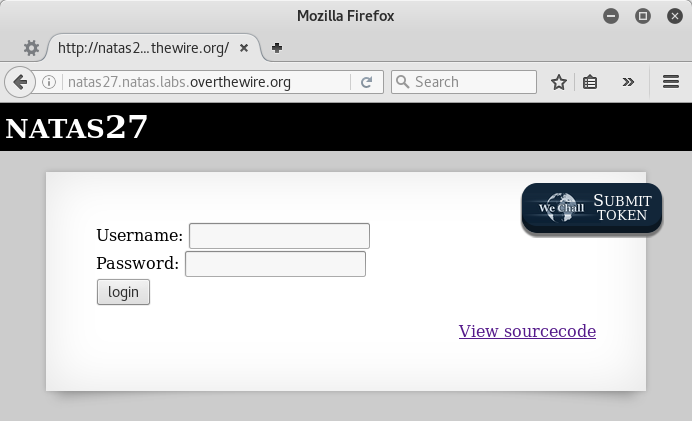 Mozilla Firefox
http://natas2...thewire.org/
natas27.natas.labs.overthewire.org
Search
NATAS27
We Chall
SUBMIT
TOKEN
Username:
Password:
login
View sourcecode